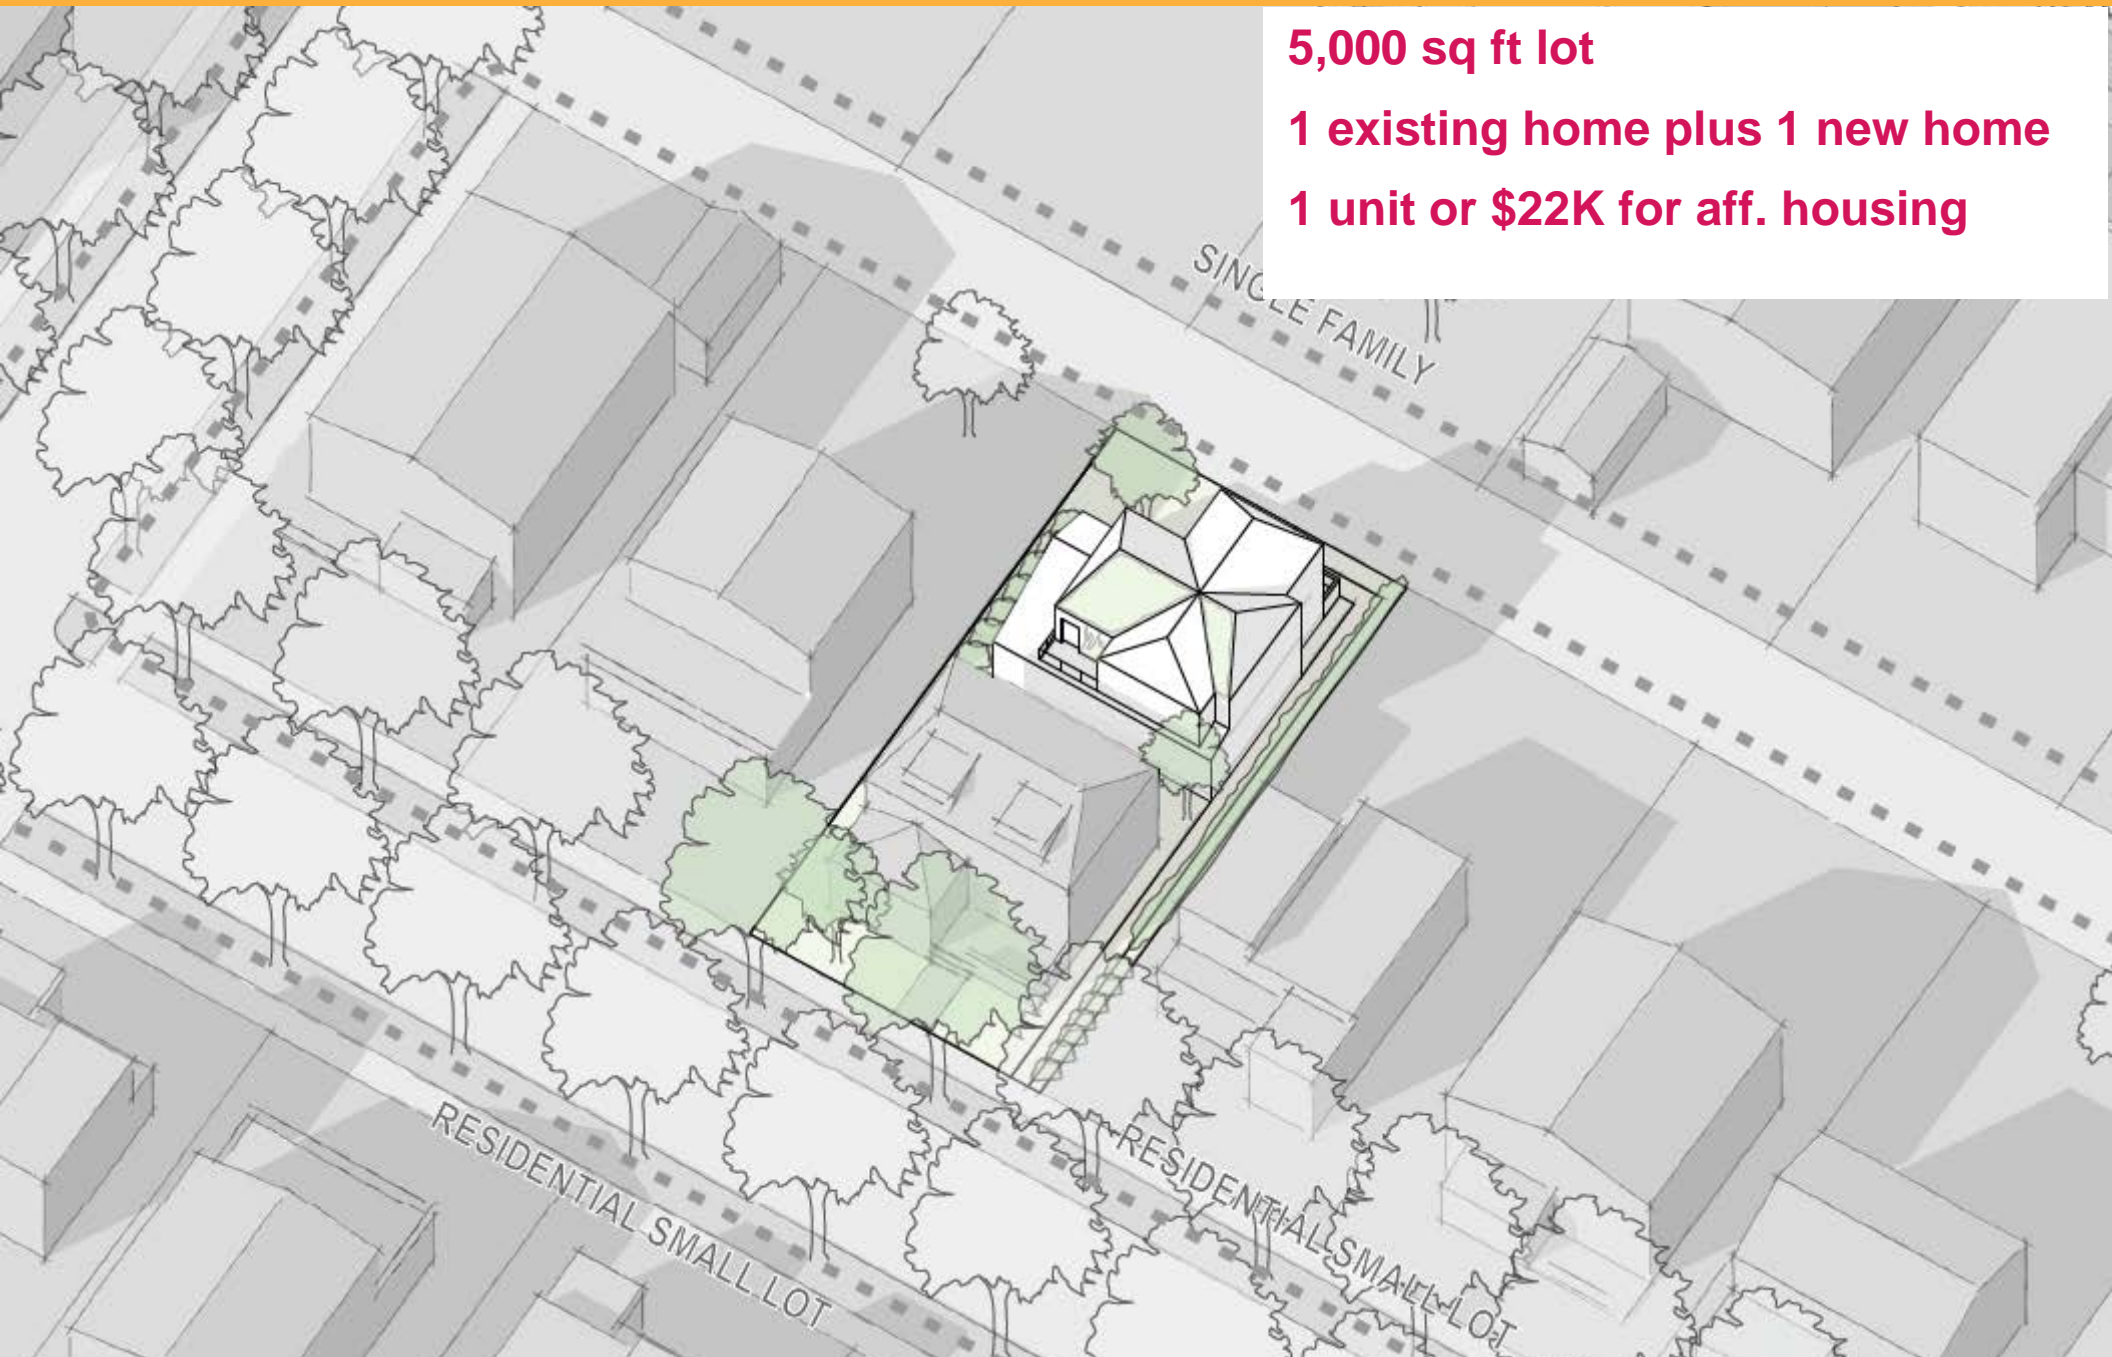 5,000 sq ft lot
1 existing home plus 1 new home
1 unit or $22K for aff. housing
SINGLE FAMILY
RESIDENTIAL SMALL LOT
RESIDENTIAL SMALL LOT